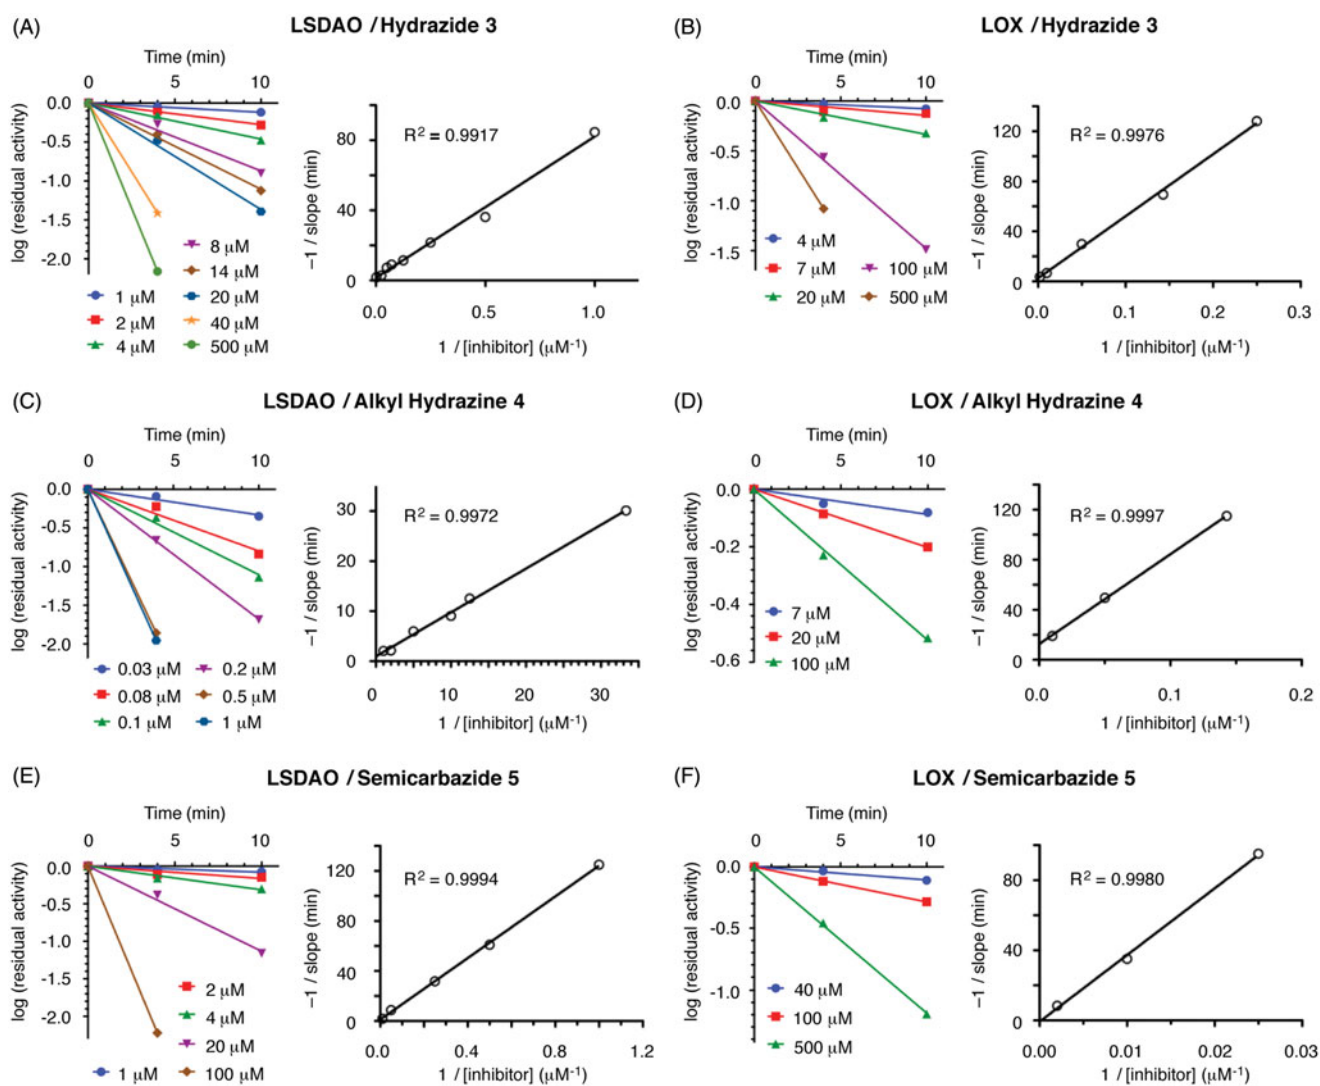 (A) LSDAO / Hydrazide 3
Time (min)
0 5 10
0.0
-0.5
-1.0
-1.5
-2.0
log (residual activity)
8 µM
14 µM
1 µM 20 µM
2 µM 40 µM
4 µM 500 µM
R² = 0.9917
80
40
0
−1 / slope (min)
0.0 0.5 1.0
1 / [inhibitor] (µM⁻¹)
(B) LOX / Hydrazide 3
Time (min)
0 5 10
0.0
-0.5
-1.0
-1.5
log (residual activity)
4 µM
7 µM 100 µM
20 µM 500 µM
R² = 0.9976
120
80
40
0
−1 / slope (min)
0.0 0.1 0.2 0.3
1 / [inhibitor] (µM⁻¹)
(C) LSDAO / Alkyl Hydrazine 4
Time (min)
0 5 10
0.0
-0.5
-1.0
-1.5
-2.0
log (residual activity)
0.03 µM 0.2 µM
0.08 µM 0.5 µM
0.1 µM 1 µM
R² = 0.9972
30
20
10
0
−1 / slope (min)
0 10 20 30
1 / [inhibitor] (µM⁻¹)
(D) LOX / Alkyl Hydrazine 4
Time (min)
0 5 10
0.0
-0.2
-0.4
-0.6
log (residual activity)
7 µM
20 µM
100 µM
R² = 0.9997
120
80
40
0
−1 / slope (min)
0.0 0.1 0.2
1 / [inhibitor] (µM⁻¹)
(E) LSDAO / Semicarbazide 5
Time (min)
0 5 10
0.0
-0.5
-1.0
-1.5
-2.0
log (residual activity)
2 µM
4 µM
20 µM
1 µM 100 µM
R² = 0.9994
120
80
40
0
−1 / slope (min)
0.0 0.4 0.8 1.2
1 / [inhibitor] (µM⁻¹)
(F) LOX / Semicarbazide 5
Time (min)
0 5 10
0.0
-0.5
-1.0
log (residual activity)
40 µM
100 µM
500 µM
R² = 0.9980
80
40
0
−1 / slope (min)
0.00 0.01 0.02 0.03
1 / [inhibitor] (µM⁻¹)